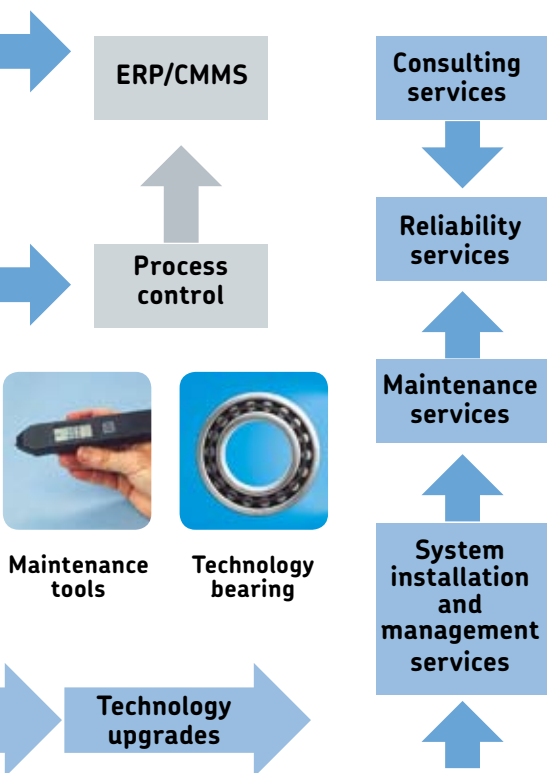 ERP/CMMS
Process
control
Maintenance
tools
Technology
bearing
Technology
upgrades
Consulting
services
Reliability
services
Maintenance
services
System
installation
and
management
services